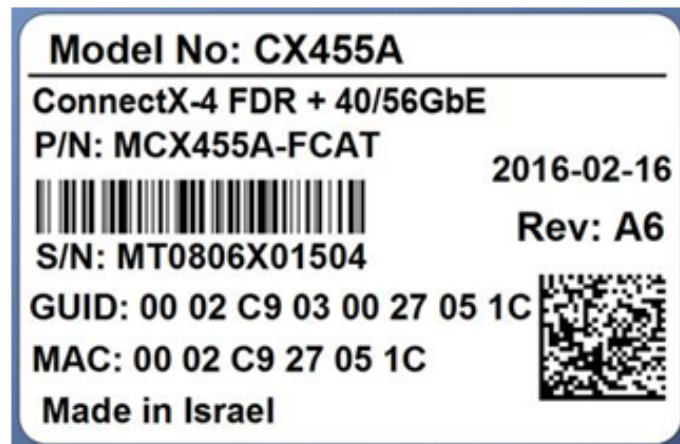 Model No: CX455A
ConnectX-4 FDR + 40/56GbE
P/N: MCX455A-FCAT
2016-02-16
Rev: A6
S/N: MT0806X01504
GUID: 00 02 C9 03 00 27 05 1C
MAC: 00 02 C9 27 05 1C
Made in Israel